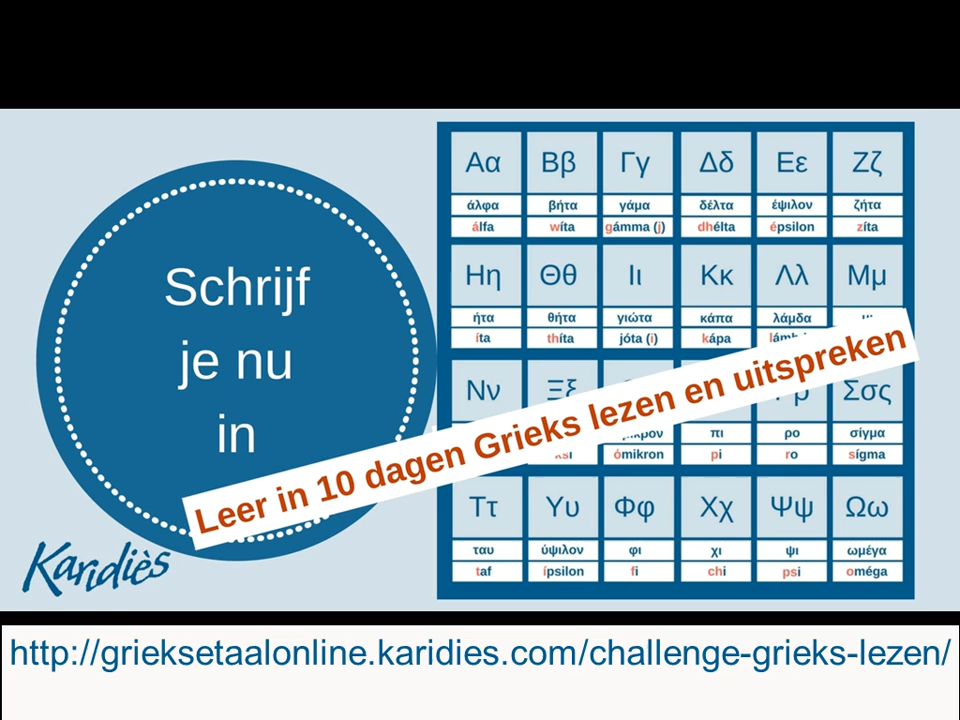 Schrijf
je nu
in
Karidiès
Αα Ββ Γγ Δδ Εε Ζζ
άλφα βήτα γάμα δέλτα έψιλον ζήτα
álfa wíta gámma (j) dhélta épsilon zíta
Ηη Θθ Ιι Κκ Λλ Μμ
ήτα θήτα γιώτα κάπα λάμδα
íta thíta jóta (i) kápa
Νν Ξξ Σσς
πι ρο σίγμα
ómikron pi ro sígma
Ττ Υυ Φφ Χχ Ψψ Ωω
ταυ ύψιλον φι χι ψι ωμέγα
taf ípsilon fi chi psi oméga
Leer in 10 dagen Grieks lezen en uitspreken
http://grieksetaalonline.karidies.com/challenge-grieks-lezen/